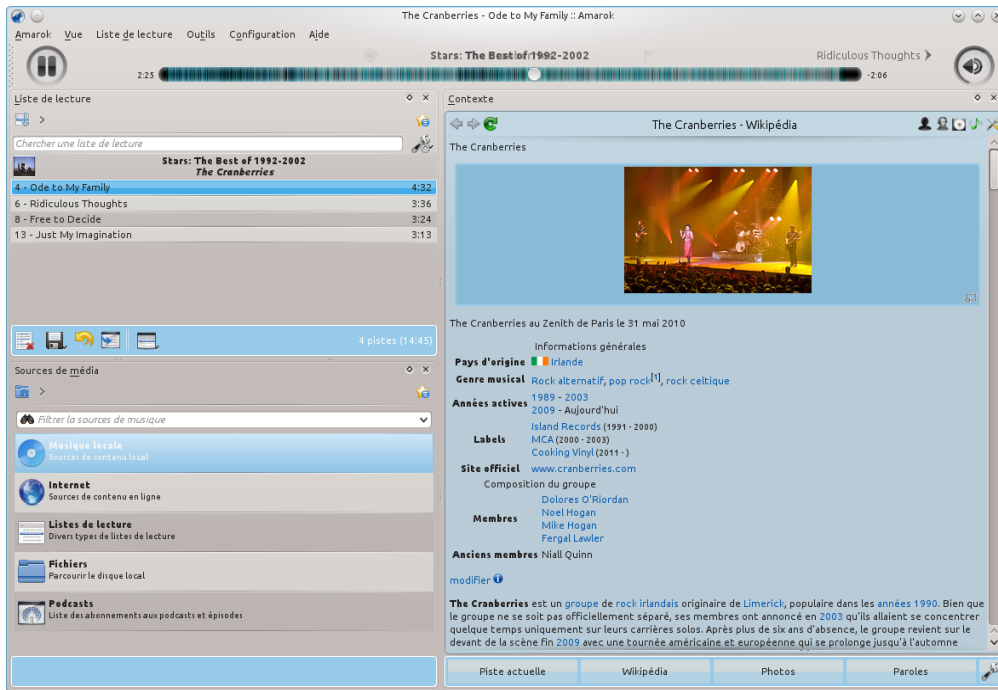 The Cranberries - Ode to My Family :: Amarok
Amarok Vue Liste de lecture Outils Configuration Aide
Stars: The Best of 1992-2002
Ridiculous Thoughts
2:25
-2:06
Liste de lecture
Chercher une liste de lecture
Stars: The Best of 1992-2002
The Cranberries
4 - Ode to My Family 4:32
6 - Ridiculous Thoughts 3:36
8 - Free to Decide 3:24
13 - Just My Imagination 3:13
4 pistes (14:45)
Sources de média
Filtrer la sources de musique
Musique locale
Sources de contenu local
Internet
Sources de contenu en ligne
Listes de lecture
Divers types de listes de lecture
Fichiers
Parcourir le disque local
Podcasts
Liste des abonnements aux podcasts et épisodes
Contexte
The Cranberries - Wikipédia
The Cranberries
The Cranberries au Zenith de Paris le 31 mai 2010
Informations générales
Pays d'origine Irlande
Genre musical Rock alternatif, pop rock[1], rock celtique
Années actives 1989 - 2003
2009 - Aujourd'hui
Labels Island Records (1991 - 2000)
MCA (2000 - 2003)
Cooking Vinyl (2011 - )
Site officiel www.cranberries.com
Composition du groupe
Membres Dolores O'Riordan
Noel Hogan
Mike Hogan
Fergal Lawler
Anciens membres Niall Quinn
modifier
The Cranberries est un groupe de rock irlandais originaire de Limerick, populaire dans les années 1990. Bien que
le groupe ne se soit pas officiellement séparé, ses membres ont annoncé en 2003 qu'ils allaient se concentrer
quelque temps uniquement sur leurs carrières solos. Après plus de six ans d'absence, le groupe revient sur le
devant de la scène fin 2009 avec une tournée américaine et européenne qui se prolonge jusqu'à l'automne
Piste actuelle Wikipédia Photos Paroles